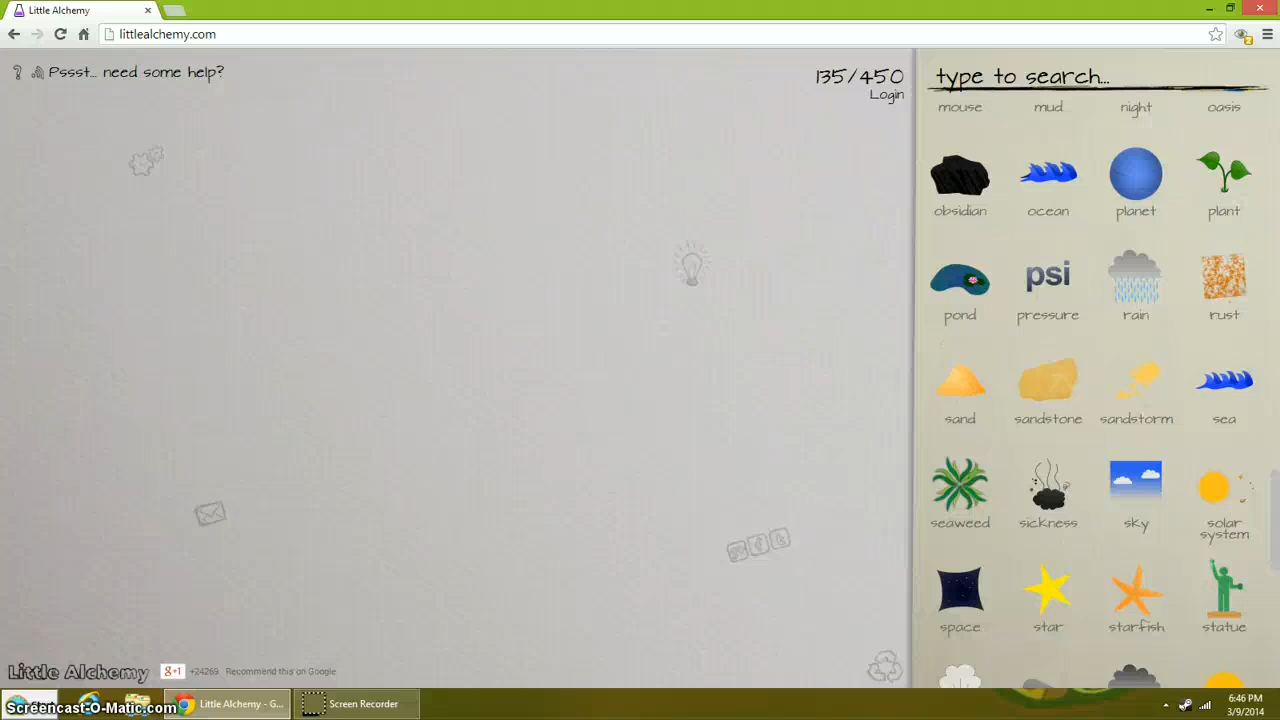 Little Alchemy
littlealchemy.com
? Pssst... need some help?
135/450
Login
type to search...
mouse mud night oasis
obsidian ocean planet plant
psi
pond pressure rain rust
sand sandstone sandstorm sea
seaweed sickness sky solar system
space star starfish statue
Little Alchemy
g+1 +24269 Recommend this on Google
Screencast-O-Matic.com
Little Alchemy - G...
Screen Recorder
6:46 PM
3/9/2014